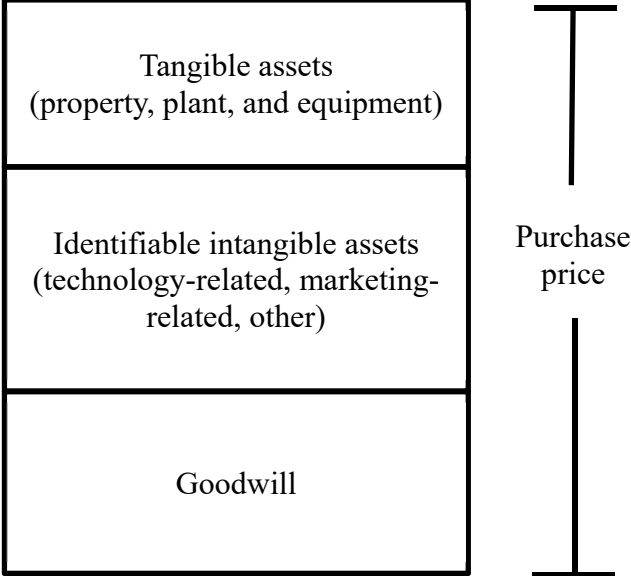 Tangible assets
(property, plant, and equipment)
Identifiable intangible assets
(technology-related, marketing-
related, other)
Goodwill
Purchase
price